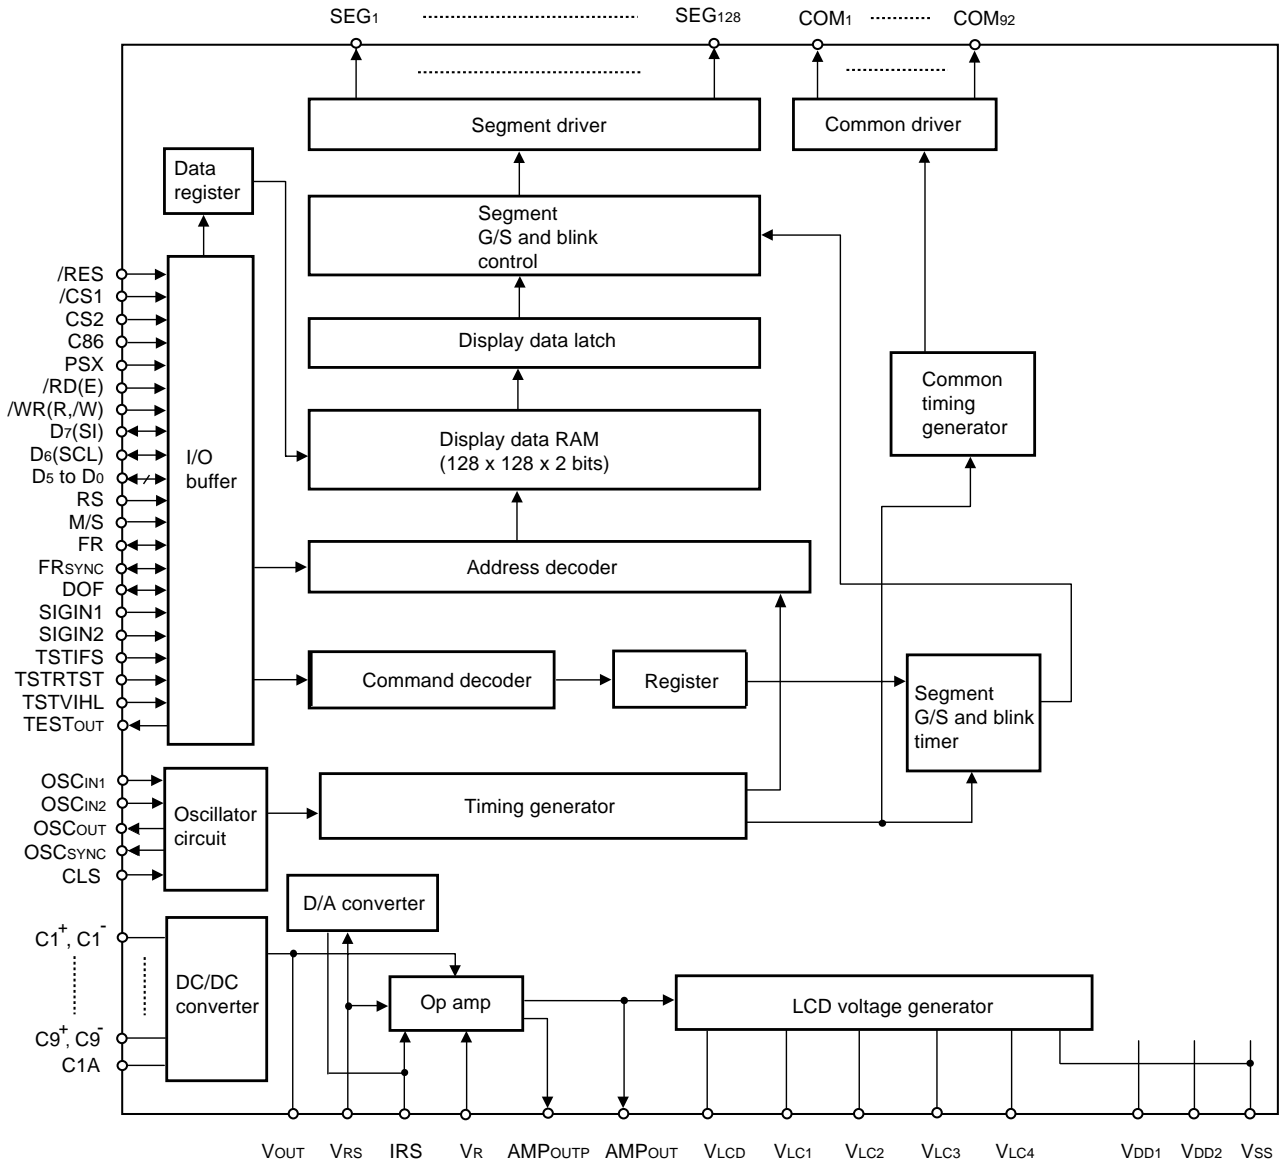 SEG1 SEG128 COM1 COM92
Segment driver
Common driver
Data
register
Segment
G/S and blink
control
Display data latch
Common
timing
generator
Display data RAM
(128 x 128 x 2 bits)
I/O
buffer
Address decoder
Command decoder
Register
Segment
G/S and blink
timer
/RES
/CS1
CS2
C86
PSX
/RD(E)
/WR(R,/W)
D7(SI)
D6(SCL)
D5 to D0
RS
M/S
FR
FRSYNC
DOF
SIGIN1
SIGIN2
TSTIFS
TSTRTST
TSTVIHL
TESTOUT
OSCIN1
OSCIN2
OSCOUT
OSCSYNC
CLS
Oscillator
circuit
Timing generator
D/A converter
C1+, C1-
C9+, C9-
C1A
DC/DC
converter
Op amp
LCD voltage generator
VOUT VRS IRS VR AMPOUTP AMPOUT VLCD VLC1 VLC2 VLC3 VLC4 VDD1 VDD2 VSS